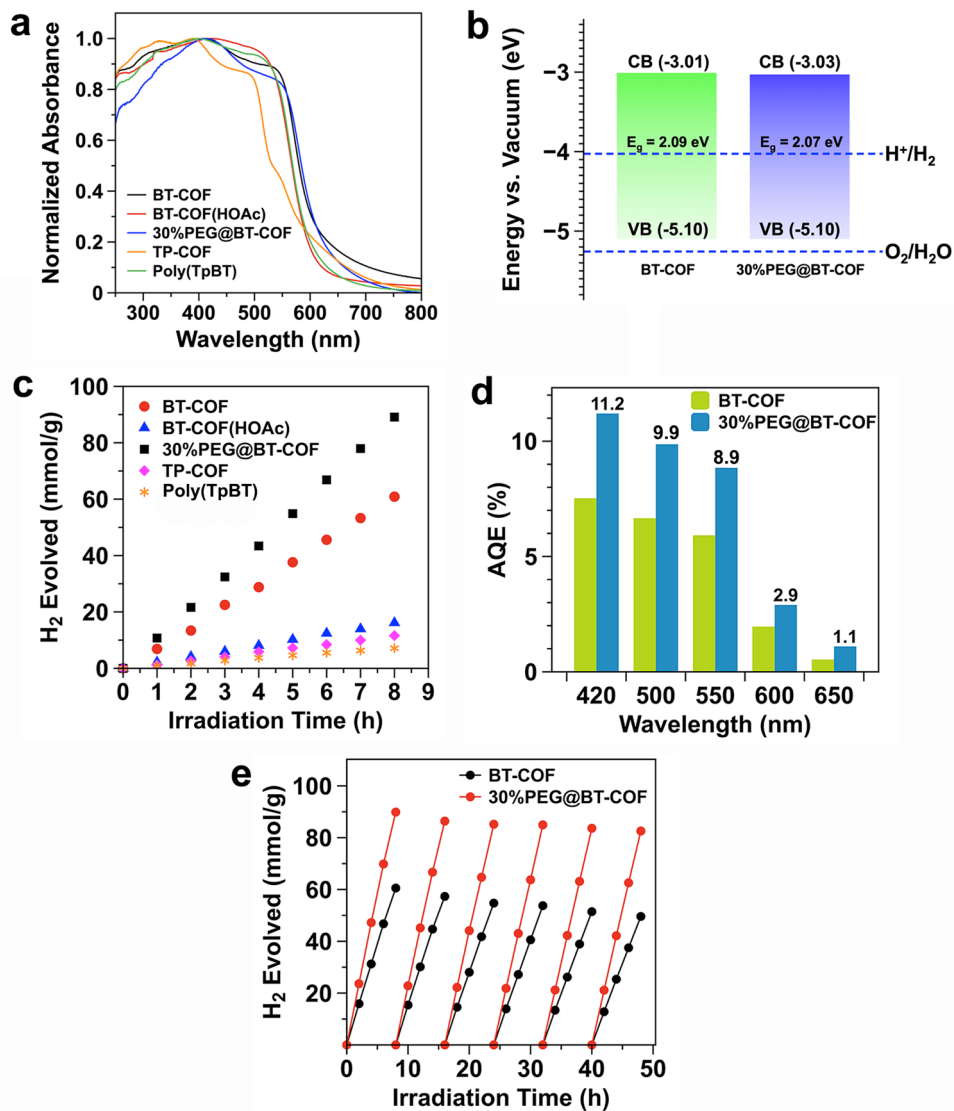 a
Normalized Absorbance
1.0
0.8
0.6
0.4
0.2
0
BT-COF
BT-COF(HOAc)
30%PEG@BT-COF
TP-COF
Poly(TpBT)
300 400 500 600 700 800
Wavelength (nm)
b
Energy vs. Vacuum (eV)
−3
−4
−5
CB (-3.01)
CB (-3.03)
Eg = 2.09 eV
Eg = 2.07 eV
H⁺/H₂
VB (-5.10)
VB (-5.10)
O₂/H₂O
BT-COF
30%PEG@BT-COF
c
H₂ Evolved (mmol/g)
100
80
60
40
20
0
BT-COF
BT-COF(HOAc)
30%PEG@BT-COF
TP-COF
Poly(TpBT)
0 1 2 3 4 5 6 7 8 9
Irradiation Time (h)
d
AQE (%)
10
5
0
BT-COF
30%PEG@BT-COF
11.2
9.9
8.9
2.9
1.1
420 500 550 600 650
Wavelength (nm)
e
H₂ Evolved (mmol/g)
100
80
60
40
20
BT-COF
30%PEG@BT-COF
0 10 20 30 40 50
Irradiation Time (h)